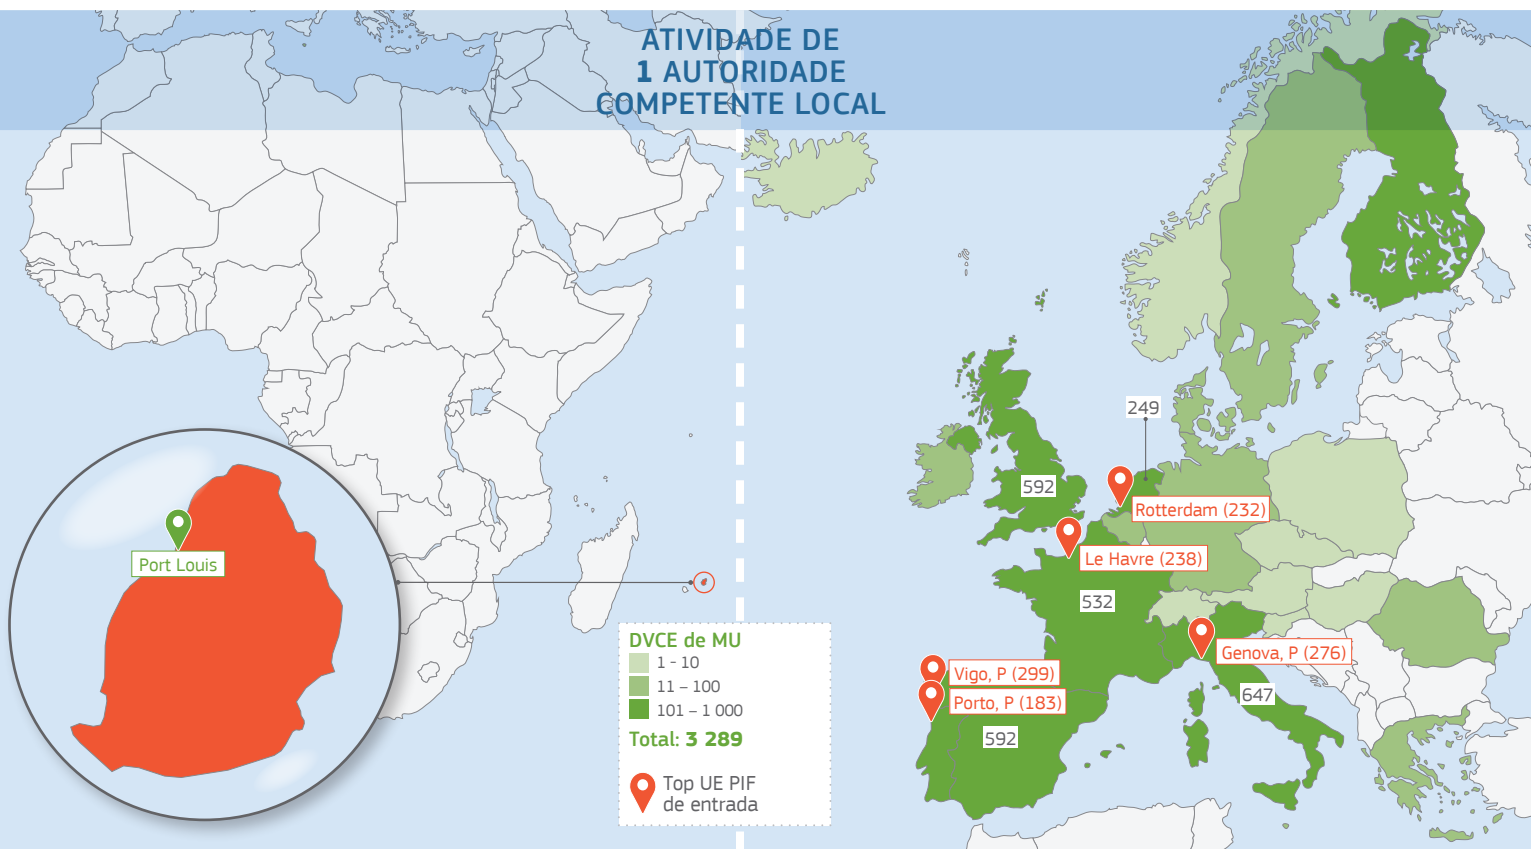 ATIVIDADE DE
1 AUTORIDADE
COMPETENTE LOCAL
249
592
Rotterdam (232)
Le Havre (238)
Port Louis
532
DVCE de MU
1 - 10
11 – 100
101 – 1 000
Total: 3 289
Top UE PIF
de entrada
Genova, P (276)
Vigo, P (299)
Porto, P (183)
647
592